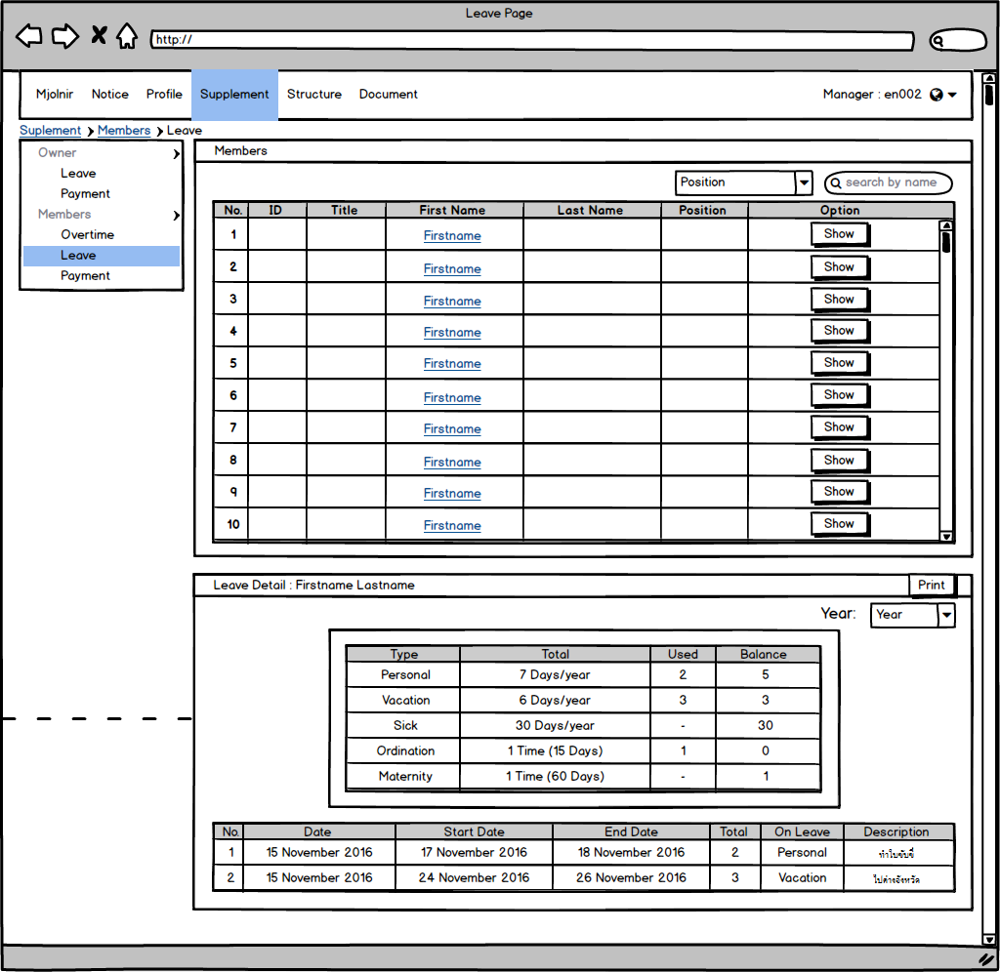 Leave Page
http://
Mjolnir Notice Profile Supplement Structure Document Manager : en002
Suplement Members Leave
Owner
Leave
Payment
Members
Overtime
Leave
Payment
Members
Position search by name
No. ID Title First Name Last Name Position Option
1 Firstname Show
2 Firstname Show
3 Firstname Show
4 Firstname Show
5 Firstname Show
6 Firstname Show
7 Firstname Show
8 Firstname Show
9 Firstname Show
10 Firstname Show
Leave Detail : Firstname Lastname Print
Year: Year
Type Total Used Balance
Personal 7 Days/year 2 5
Vacation 6 Days/year 3 3
Sick 30 Days/year - 30
Ordination 1 Time (15 Days) 1 0
Maternity 1 Time (60 Days) - 1
No. Date Start Date End Date Total On Leave Description
1 15 November 2016 17 November 2016 18 November 2016 2 Personal ทำใบขับขี่
2 15 November 2016 24 November 2016 26 November 2016 3 Vacation ไปต่างจังหวัด